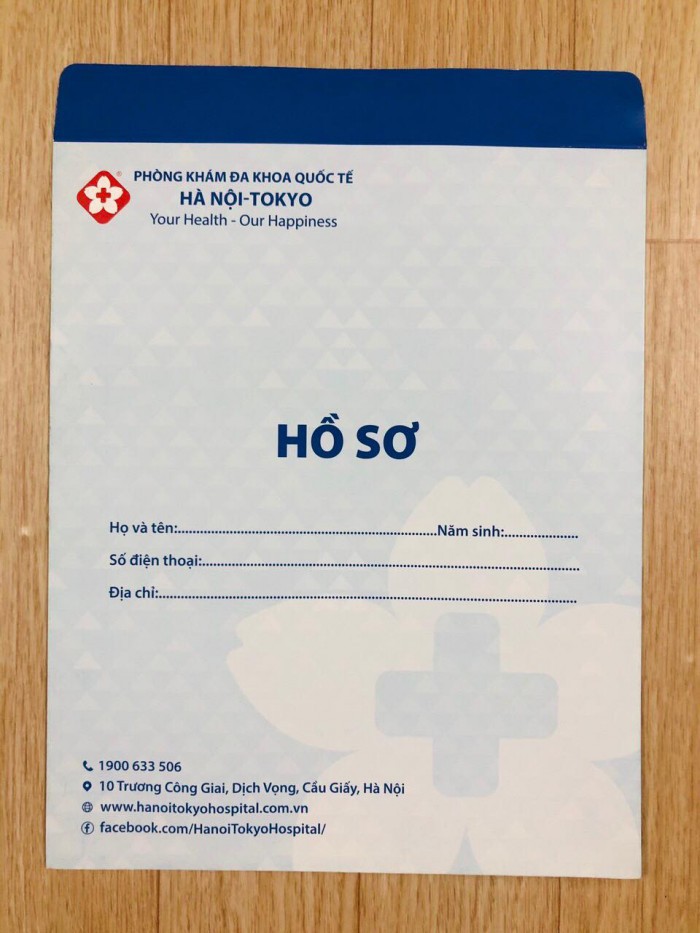 PHÒNG KHÁM ĐA KHOA QUỐC TẾ
HÀ NỘI-TOKYO
Your Health - Our Happiness
HỒ SƠ
Họ và tên:..........................................................Năm sinh:.................
Số điện thoại:......................................................................................
Địa chỉ:................................................................................................
1900 633 506
10 Trương Công Giai, Dịch Vọng, Cầu Giấy, Hà Nội
www.hanoitokyohospital.com.vn
facebook.com/HanoiTokyoHospital/